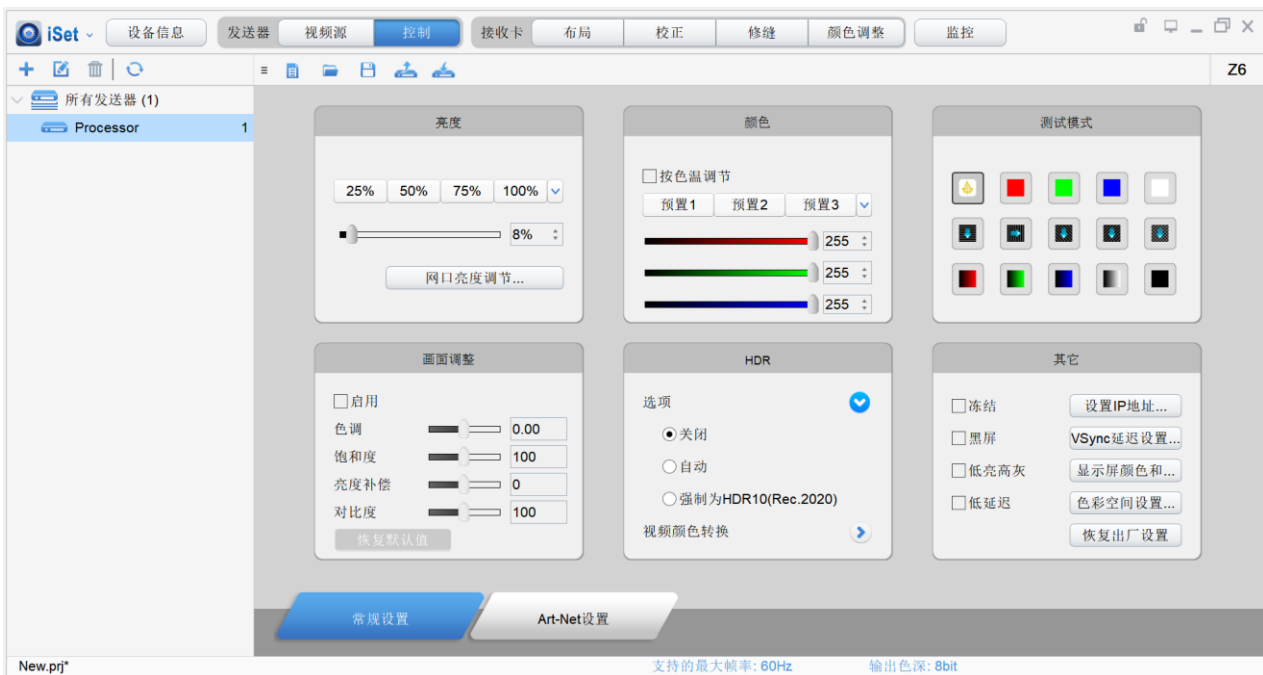 iSet 设备信息 发送器 视频源 控制 接收卡 布局 校正 修缝 颜色调整 监控
Z6
所有发送器 (1)
Processor 1
亮度
25% 50% 75% 100%
8%
网口亮度调节...
颜色
按色温调节
预置1 预置2 预置3
255
255
255
测试模式
画面调整
启用
色调 0.00
饱和度 100
亮度补偿 0
对比度 100
恢复默认值
HDR
选项
关闭
自动
强制为HDR10(Rec.2020)
视频颜色转换
其它
冻结 设置IP地址...
黑屏 VSync延迟设置...
低亮高灰 显示屏颜色和...
低延迟 色彩空间设置...
恢复出厂设置
常规设置 Art-Net设置
New.prj* 支持的最大帧率: 60Hz 输出色深: 8bit